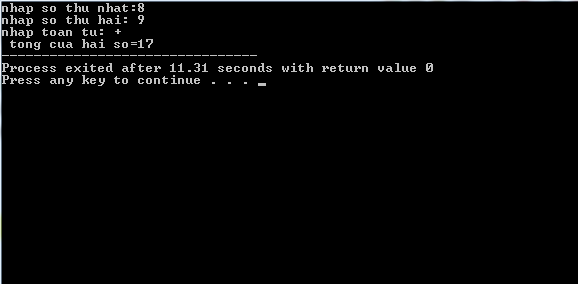 nhap so thu nhat:8
nhap so thu hai: 9
nhap toan tu: +
 tong cua hai so=17
--------------------------------
Process exited after 11.31 seconds with return value 0
Press any key to continue . . .